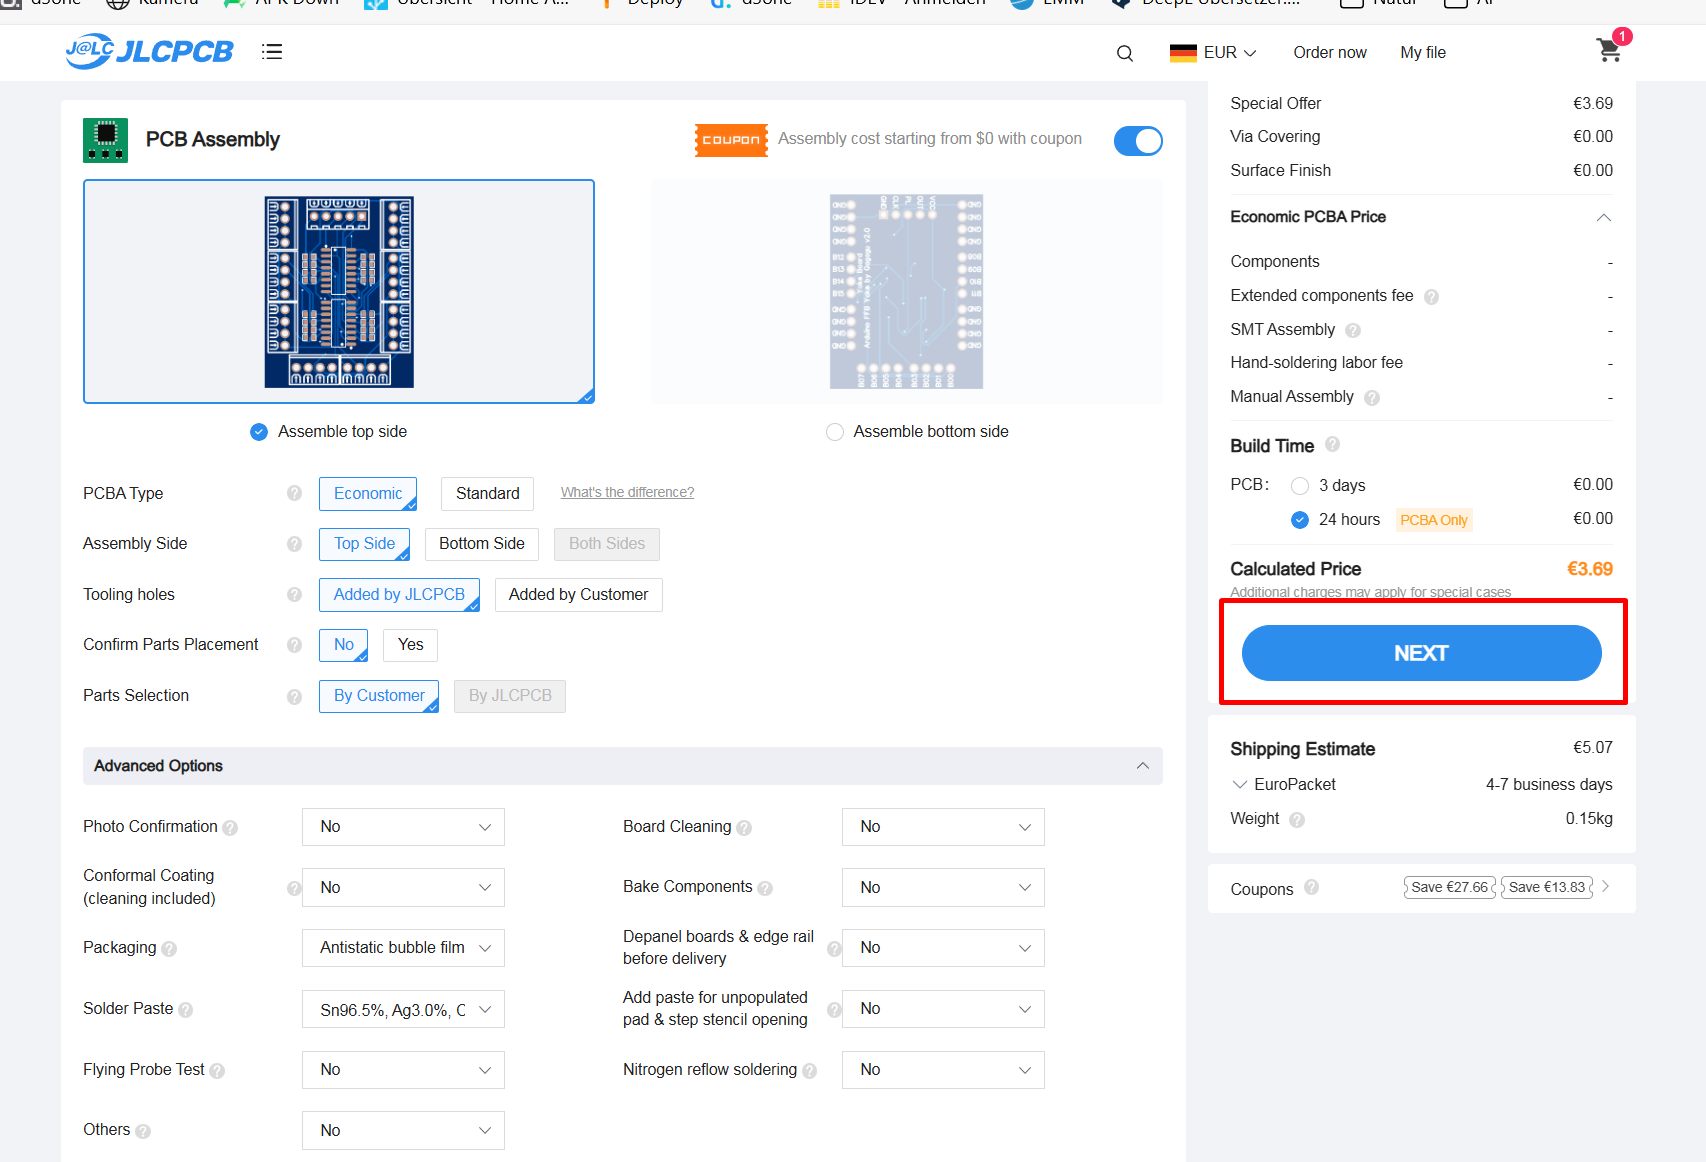 JLCPCB
EUR
Order now
My file
1
PCB Assembly
COUPON
Assembly cost starting from $0 with coupon
Assemble top side
Assemble bottom side
PCBA Type
Economic
Standard
What's the difference?
Assembly Side
Top Side
Bottom Side
Both Sides
Tooling holes
Added by JLCPCB
Added by Customer
Confirm Parts Placement
No
Yes
Parts Selection
By Customer
By JLCPCB
Advanced Options
Photo Confirmation
No
Board Cleaning
No
Conformal Coating
(cleaning included)
No
Bake Components
No
Packaging
Antistatic bubble film
Depanel boards & edge rail
before delivery
No
Solder Paste
Sn96.5%, Ag3.0%, C
Add paste for unpopulated
pad & step stencil opening
No
Flying Probe Test
No
Nitrogen reflow soldering
No
Others
No
Special Offer €3.69
Via Covering €0.00
Surface Finish €0.00
Economic PCBA Price
Components -
Extended components fee -
SMT Assembly -
Hand-soldering labor fee -
Manual Assembly -
Build Time
PCB: 3 days €0.00
24 hours PCBA Only €0.00
Calculated Price €3.69
Additional charges may apply for special cases
NEXT
Shipping Estimate €5.07
EuroPacket 4-7 business days
Weight 0.15kg
Coupons Save €27.66 Save €13.83